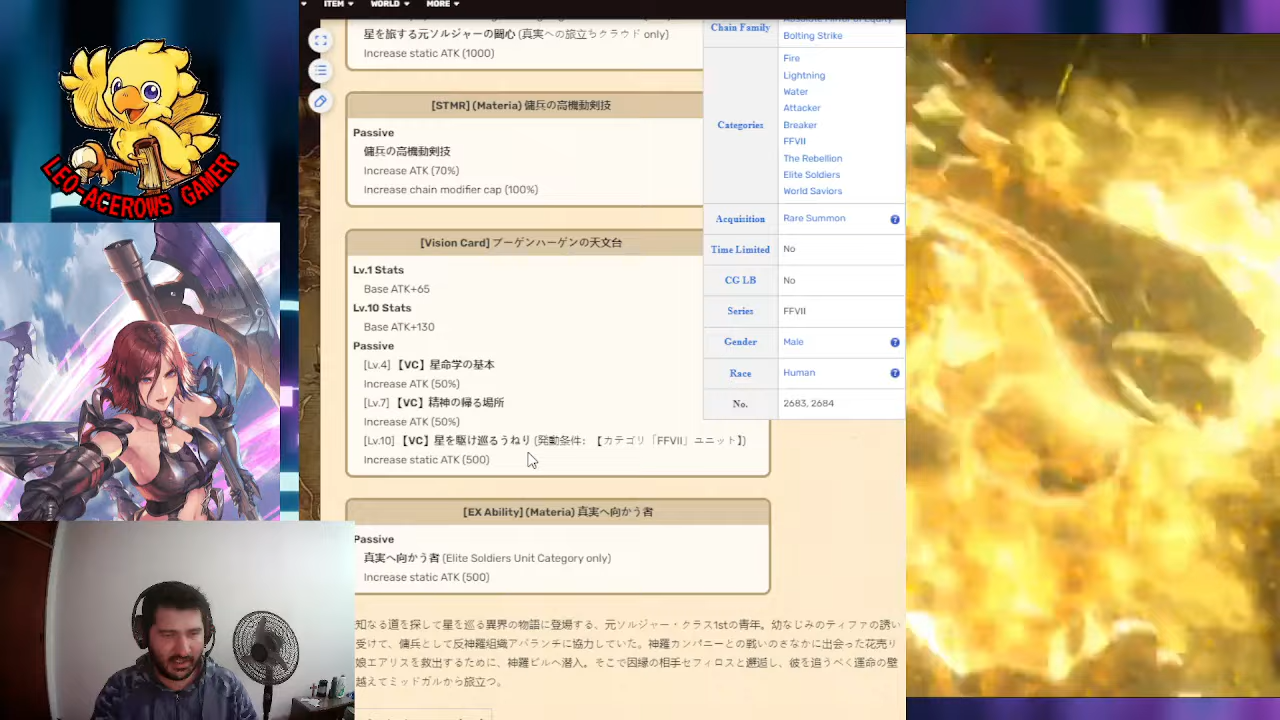 ITEM WORLD MORE
星を旅する元ソルジャーの闘心 (真実への旅立ちクラウド only)
Increase static ATK (1000)
[STMR] (Materia) 傭兵の高機動剣技
Passive
傭兵の高機動剣技
Increase ATK (70%)
Increase chain modifier cap (100%)
[Vision Card] ブーゲンハーゲンの天文台
Lv.1 Stats
Base ATK+65
Lv.10 Stats
Base ATK+130
Passive
[Lv.4] 【VC】星命学の基本
Increase ATK (50%)
[Lv.7] 【VC】精神の帰る場所
Increase ATK (50%)
[Lv.10] 【VC】星を駆け巡るうねり (発動条件: 【カテゴリ「FFVII」ユニット】)
Increase static ATK (500)
[EX Ability] (Materia) 真実へ向かう者
Passive
真実へ向かう者 (Elite Soldiers Unit Category only)
Increase static ATK (500)
知なる道を探して星を巡る異界の物語に登場する、元ソルジャー・クラス1stの青年。幼なじみのティファの誘い
受けて、傭兵として反神羅組織アバランチに協力していた。神羅カンパニーとの戦いのさなかに出会った花売り
娘エアリスを救出するために、神羅ビルへ潜入。そこで因縁の相手セフィロスと邂逅し、彼を追うべく運命の壁
越えてミッドガルから旅立つ。
Chain Family
Absolute Mirror of Equity
Bolting Strike
Categories
Fire
Lightning
Water
Attacker
Breaker
FFVII
The Rebellion
Elite Soldiers
World Saviors
Acquisition Rare Summon ?
Time Limited No
CG LB No
Series FFVII
Gender Male ?
Race Human ?
No. 2683, 2684
LEO-ACEROWS GAMER